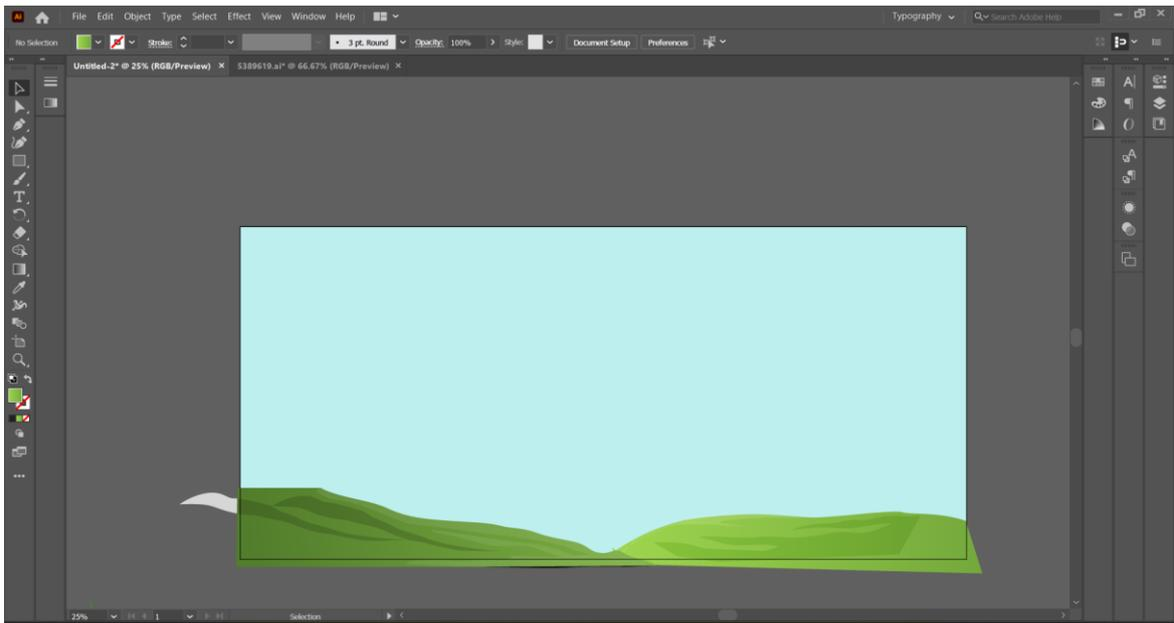 Ai File Edit Object Type Select Effect View Window Help Typography Search Adobe Help
No Selection Stroke: 3 pt. Round Opacity: 100% Style: Document Setup Preferences
Untitled-2* @ 25% (RGB/Preview) × 5389619.ai* @ 66,67% (RGB/Preview) ×
25% 1 Selection